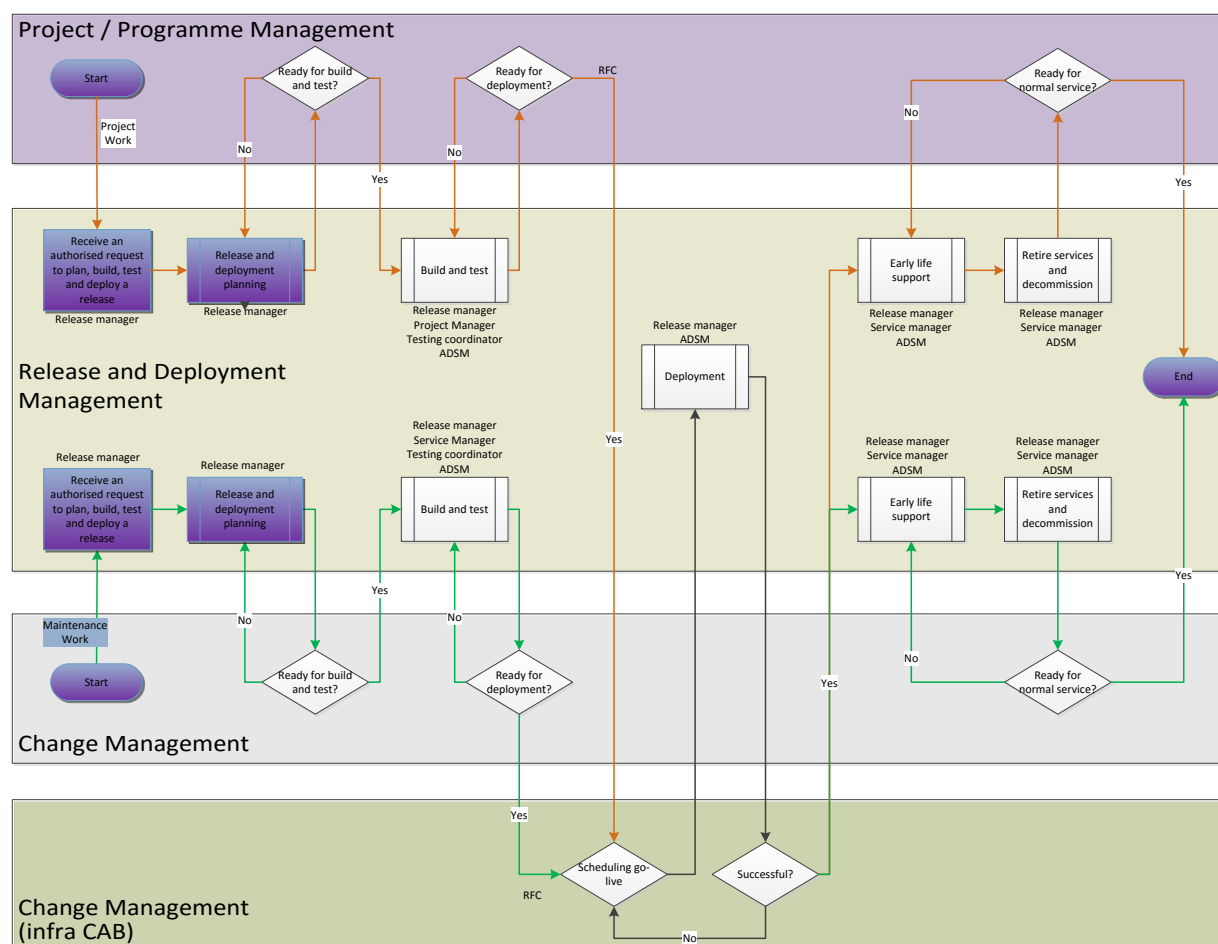 Project / Programme Management
Start
Ready for build
and test?
Ready for
deployment?
RFC
Ready for
normal service?
Project
Work
No
No
No
Yes
Yes
Receive an
authorised request
to plan, build, test
and deploy a
release
Release manager
Release and
deployment
planning
Release manager
Build and test
Release manager
Project Manager
Testing coordinator
ADSM
Early life
support
Release manager
Service manager
ADSM
Retire services
and
decommission
Release manager
Service manager
ADSM
Release manager
ADSM
Deployment
Release and Deployment
Management
End
Yes
Release manager
Receive an
authorised request
to plan, build, test
and deploy a
release
Release manager
Release and
deployment
planning
Release manager
Service Manager
Testing coordinator
ADSM
Build and test
Release manager
Service manager
ADSM
Early life
support
Release manager
Service manager
ADSM
Retire services
and
decommission
Yes
Yes
Maintenance
Work
No
No
No
Start
Ready for build
and test?
Ready for
deployment?
Yes
Ready for
normal service?
Change Management
Yes
Scheduling go-
live
RFC
Successful?
No
Change Management
(infra CAB)